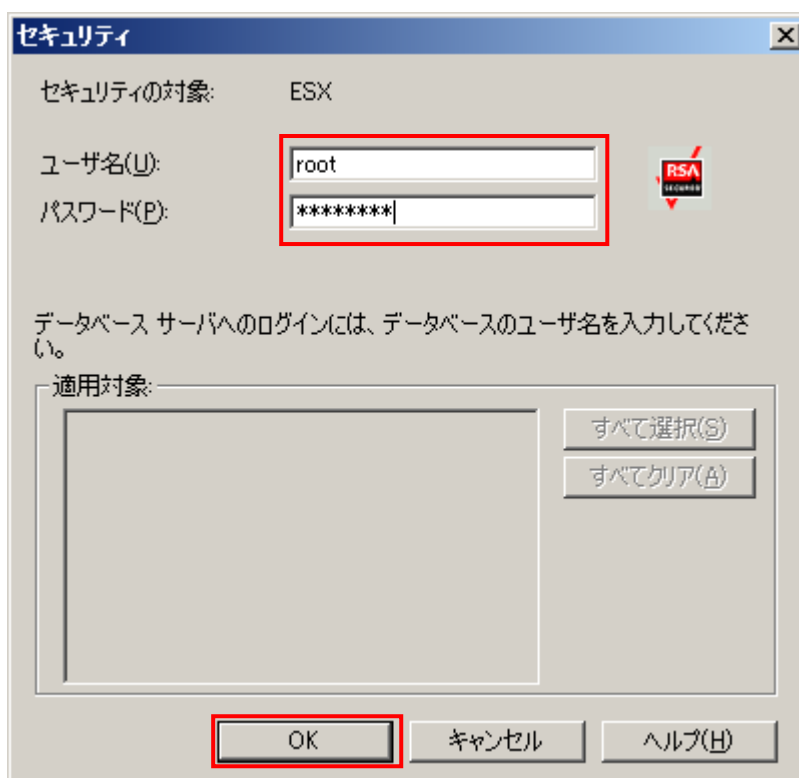 セキュリティ
セキュリティの対象: ESX
ユーザ名(U): root
パスワード(P): ********
RSA
SECURED
データベース サーバへのログインには、データベースのユーザ名を入力してくださ
い。
適用対象:
すべて選択(S)
すべてクリア(A)
OK キャンセル ヘルプ(H)